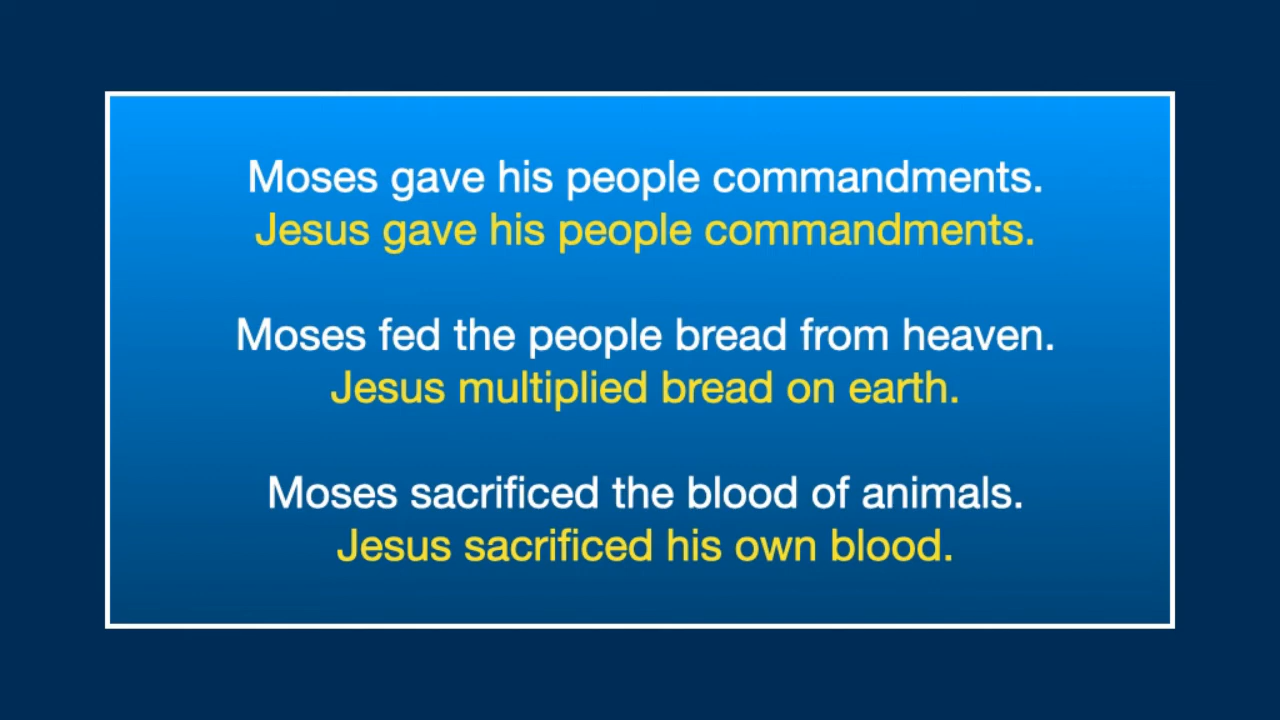 Moses gave his people commandments.
Jesus gave his people commandments.
Moses fed the people bread from heaven.
Jesus multiplied bread on earth.
Moses sacrificed the blood of animals.
Jesus sacrificed his own blood.